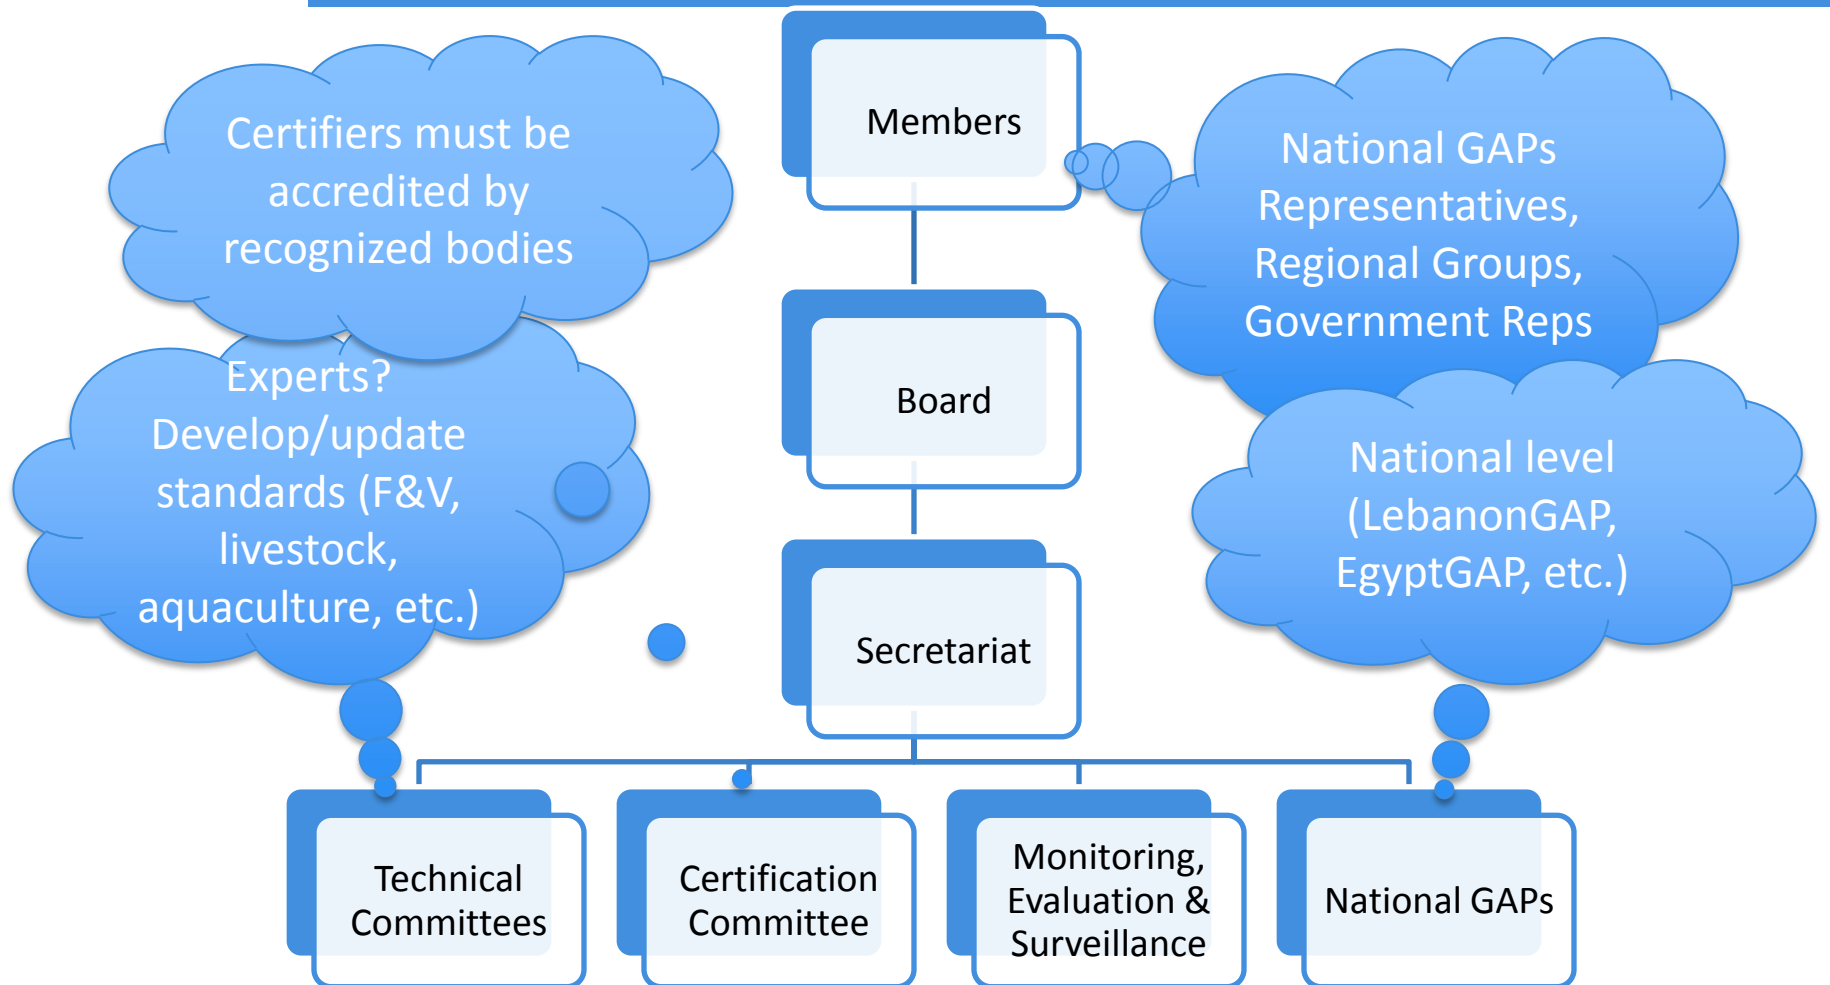 Members
Certifiers must be
accredited by
recognized bodies
National GAPs
Representatives,
Regional Groups,
Government Reps
Experts?
Develop/update
standards (F&V,
livestock,
aquaculture, etc.)
Board
National level
(LebanonGAP,
EgyptGAP, etc.)
Secretariat
Technical
Committees
Certification
Committee
Monitoring,
Evaluation &
Surveillance
National GAPs